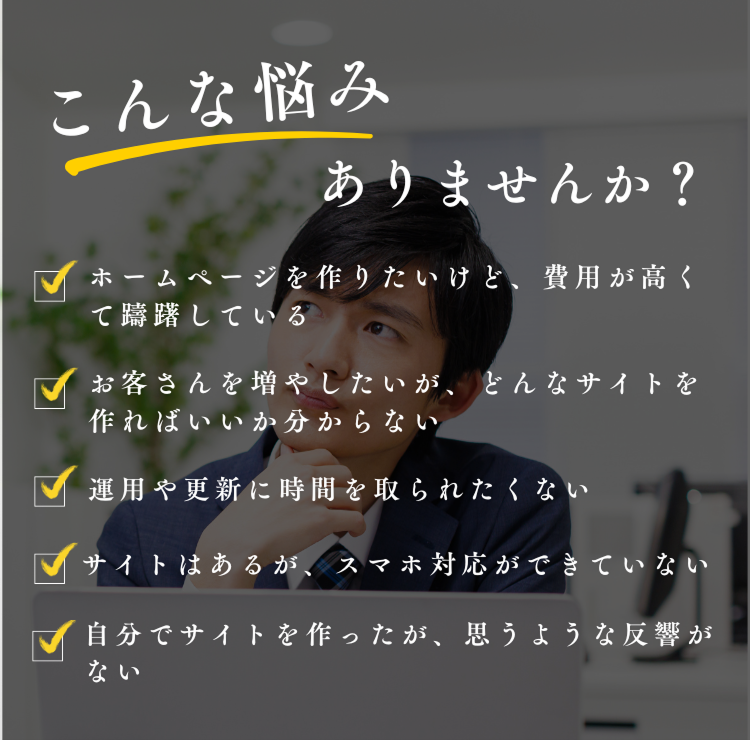 こんな悩み
ありませんか？
ホームページを作りたいけど、費用が高く
て躊躇している
お客さんを増やしたいが、どんなサイトを
作ればいいか分からない
運用や更新に時間を取られたくない
サイトはあるが、スマホ対応ができていない
自分でサイトを作ったが、思うような反響が
ない